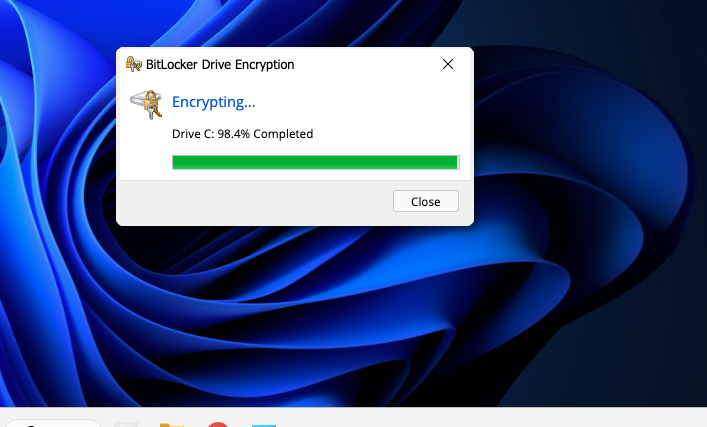 BitLocker Drive Encryption
Encrypting...
Drive C: 98.4% Completed
Close